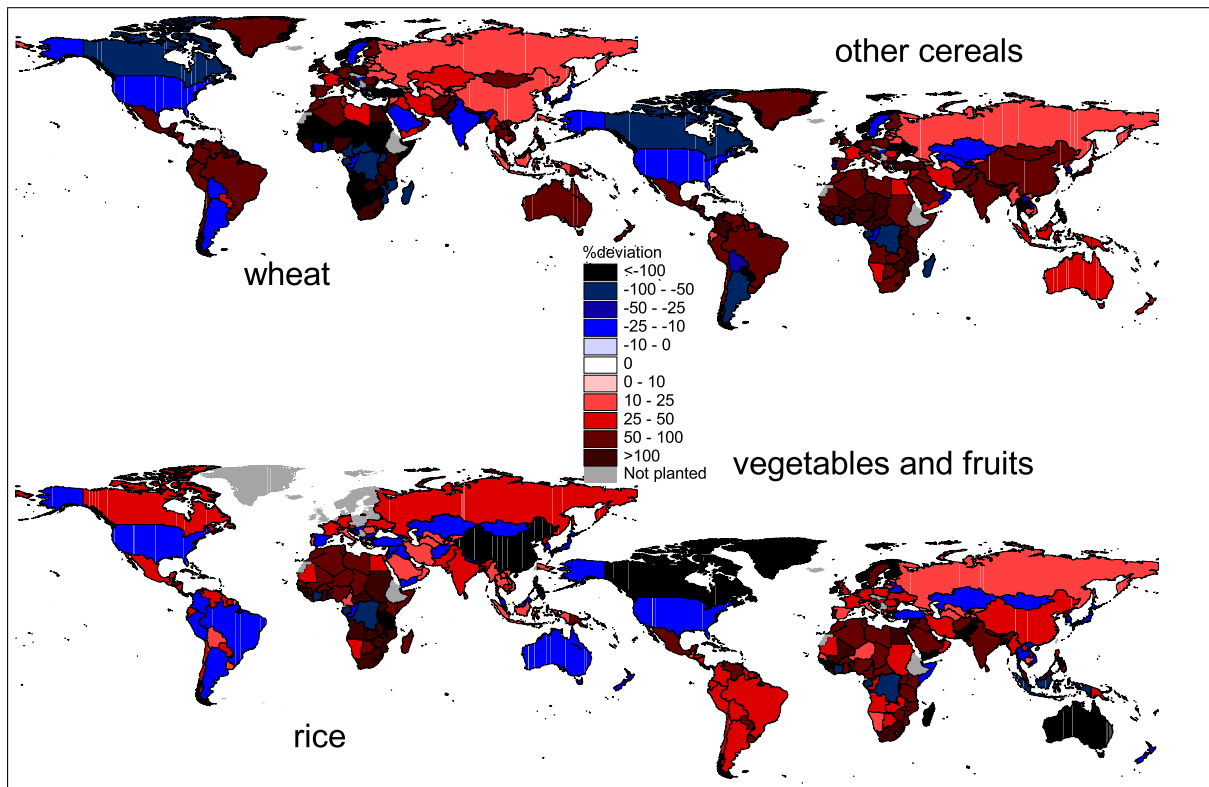 other cereals
wheat
%deviation
<-100
-100 - -50
-50 - -25
-25 - -10
-10 - 0
0
0 - 10
10 - 25
25 - 50
50 - 100
>100
Not planted
vegetables and fruits
rice